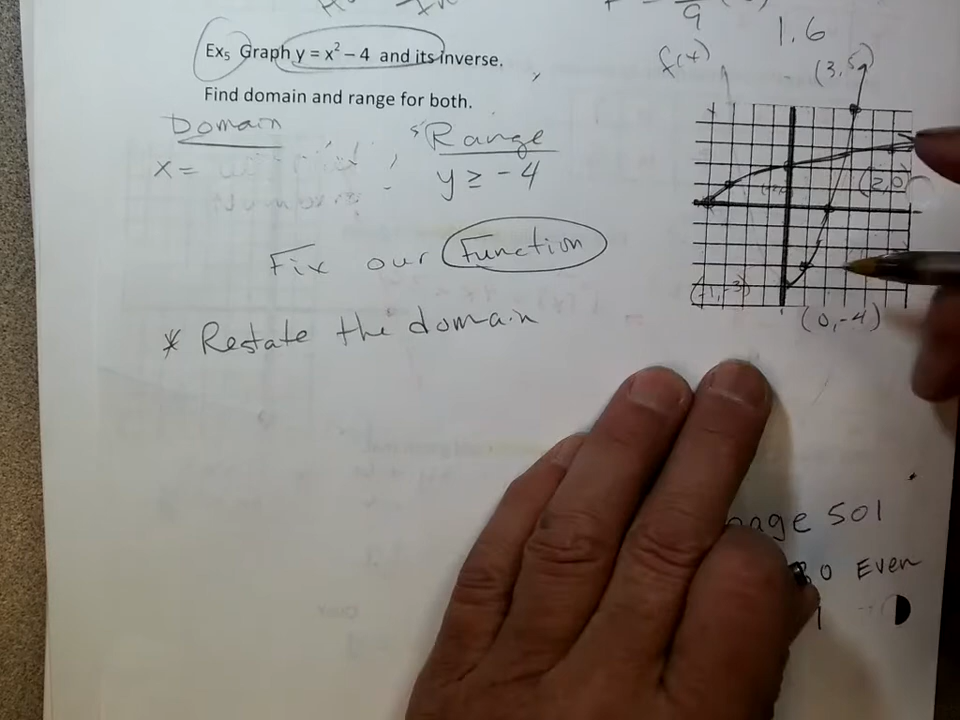 9
1.6
Ex5 Graph y = x² – 4 and its inverse.
f(x)
(3,5)
Find domain and range for both.
Domain
Range
x =
y ≥ -4
(2,0)
Fix our Function
(-1,-3)
(0,-4)
* Restate the domain
page 501
Even